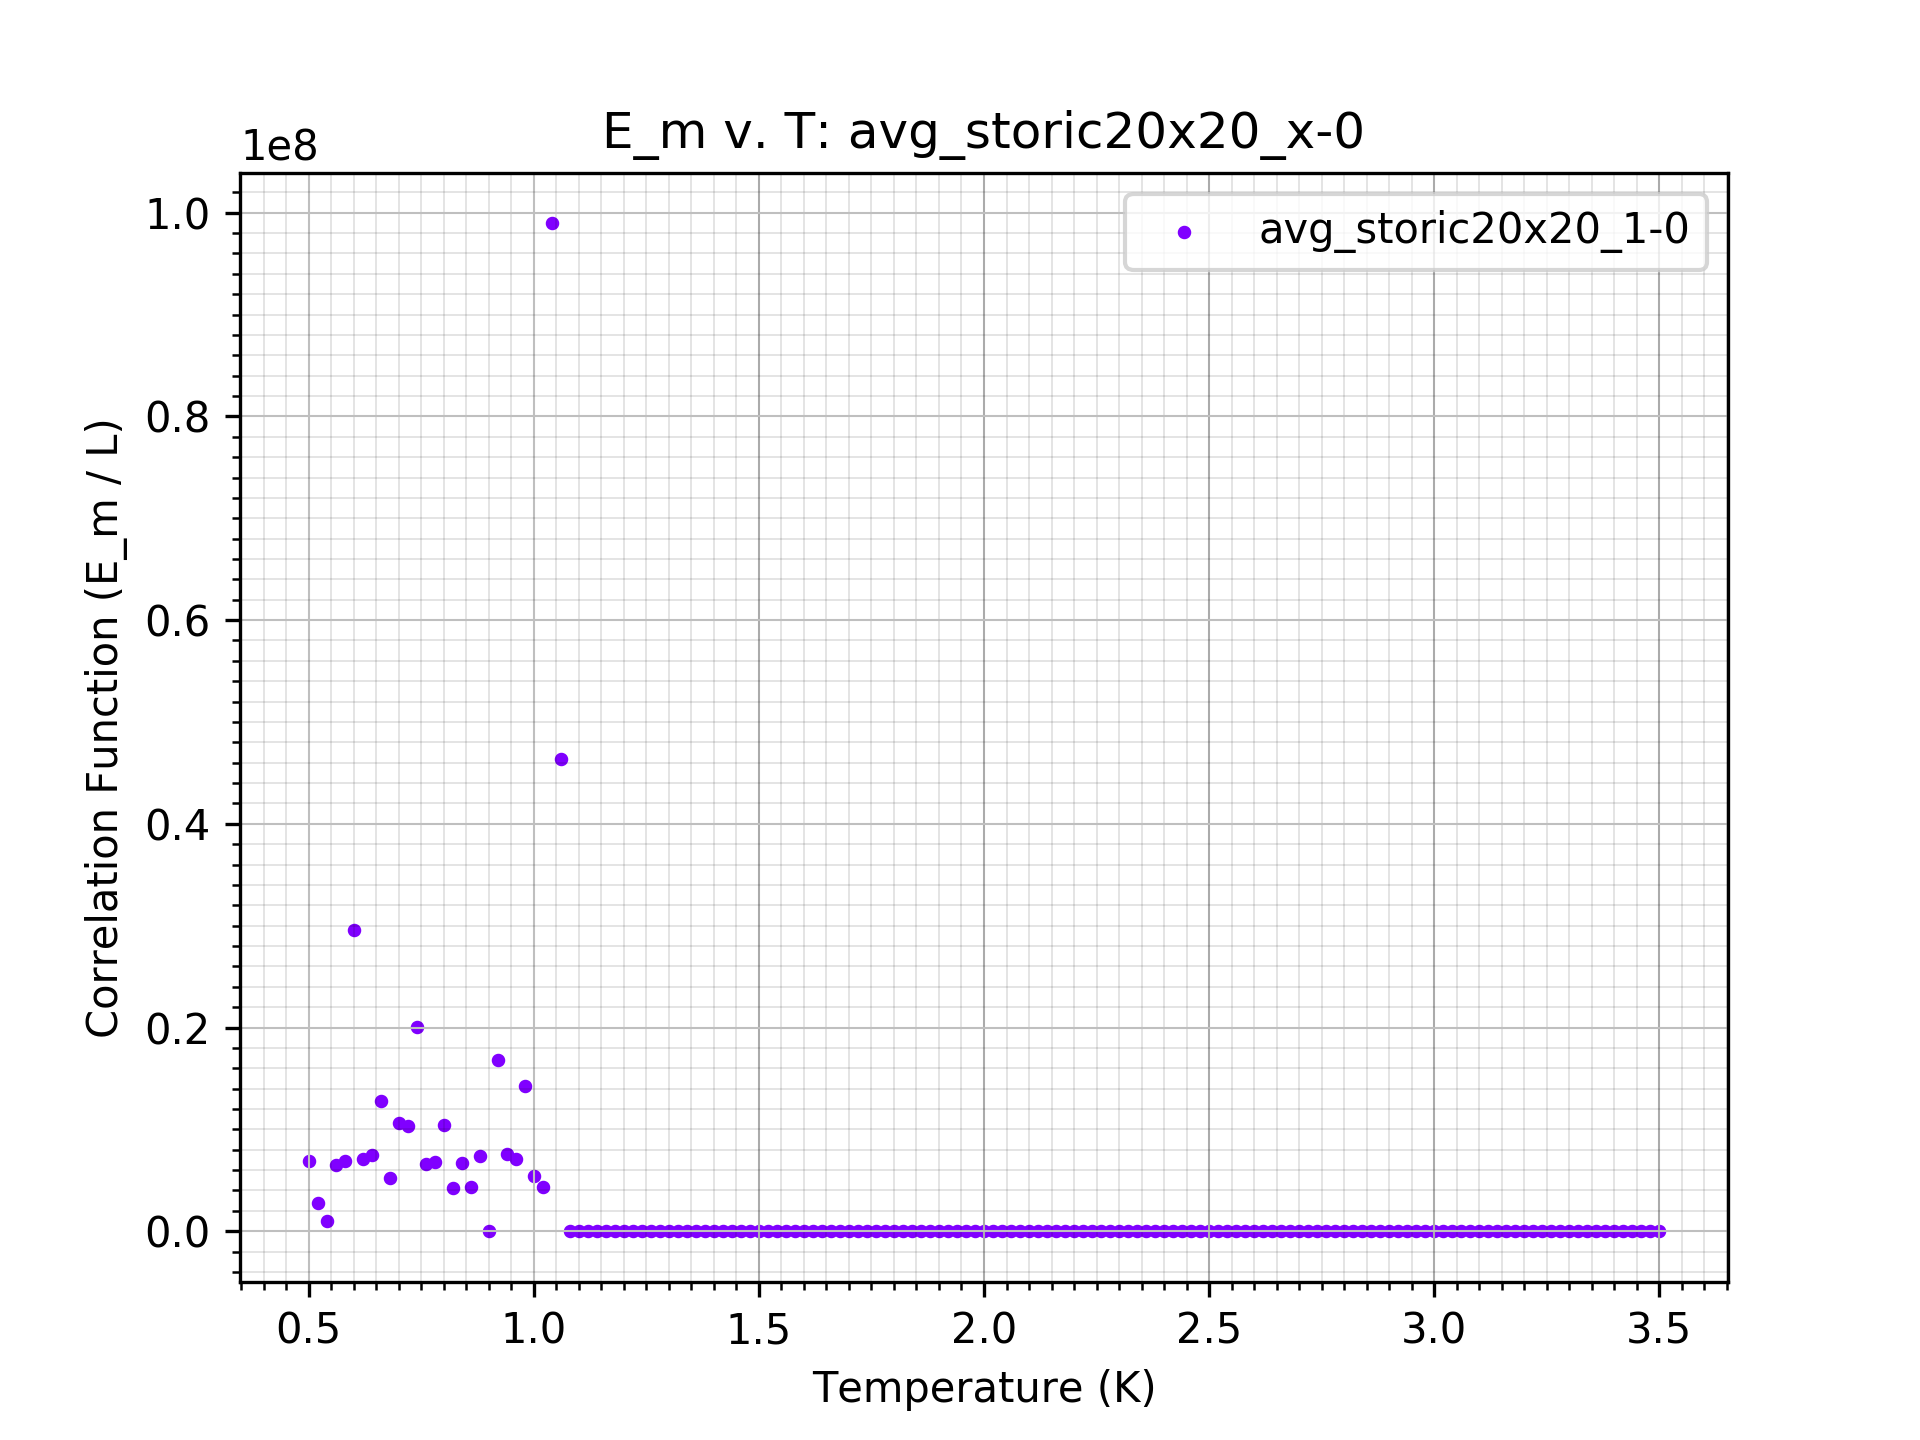 E_m v. T: avg_storic20x20_x-0
1e8
avg_storic20x20_1-0
1.0
0.8
0.6
0.4
0.2
0.0
Correlation Function (E_m / L)
0.5 1.0 1.5 2.0 2.5 3.0 3.5
Temperature (K)